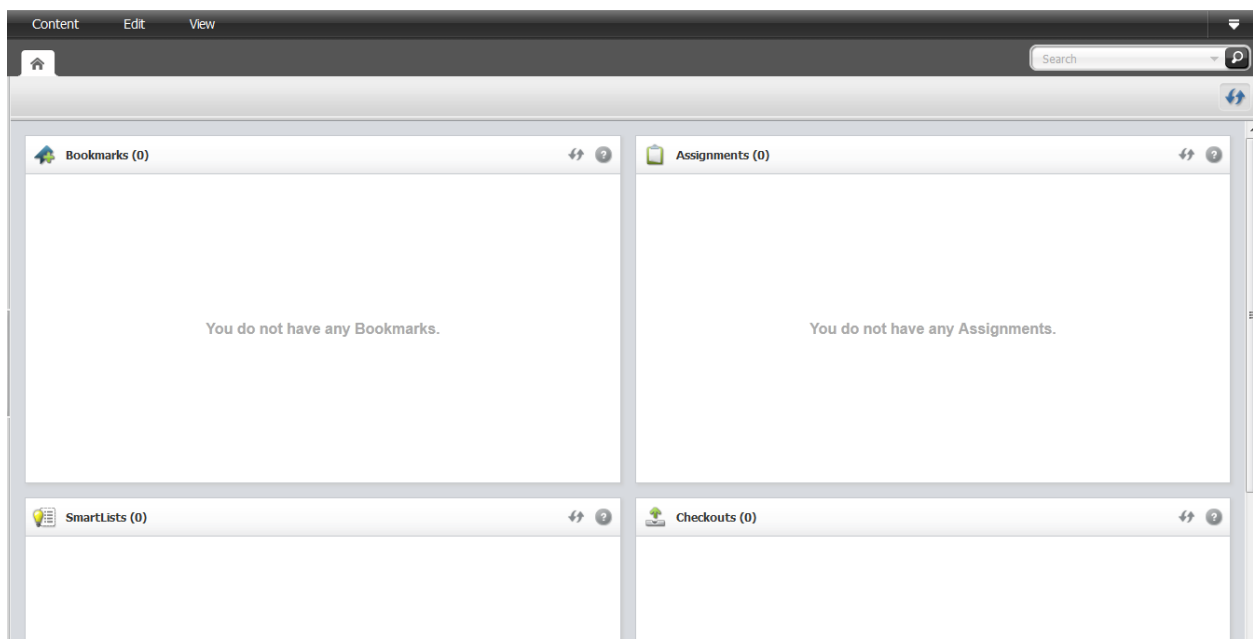 Content Edit View
Search
Bookmarks (0)
Assignments (0)
You do not have any Bookmarks.
You do not have any Assignments.
SmartLists (0)
Checkouts (0)